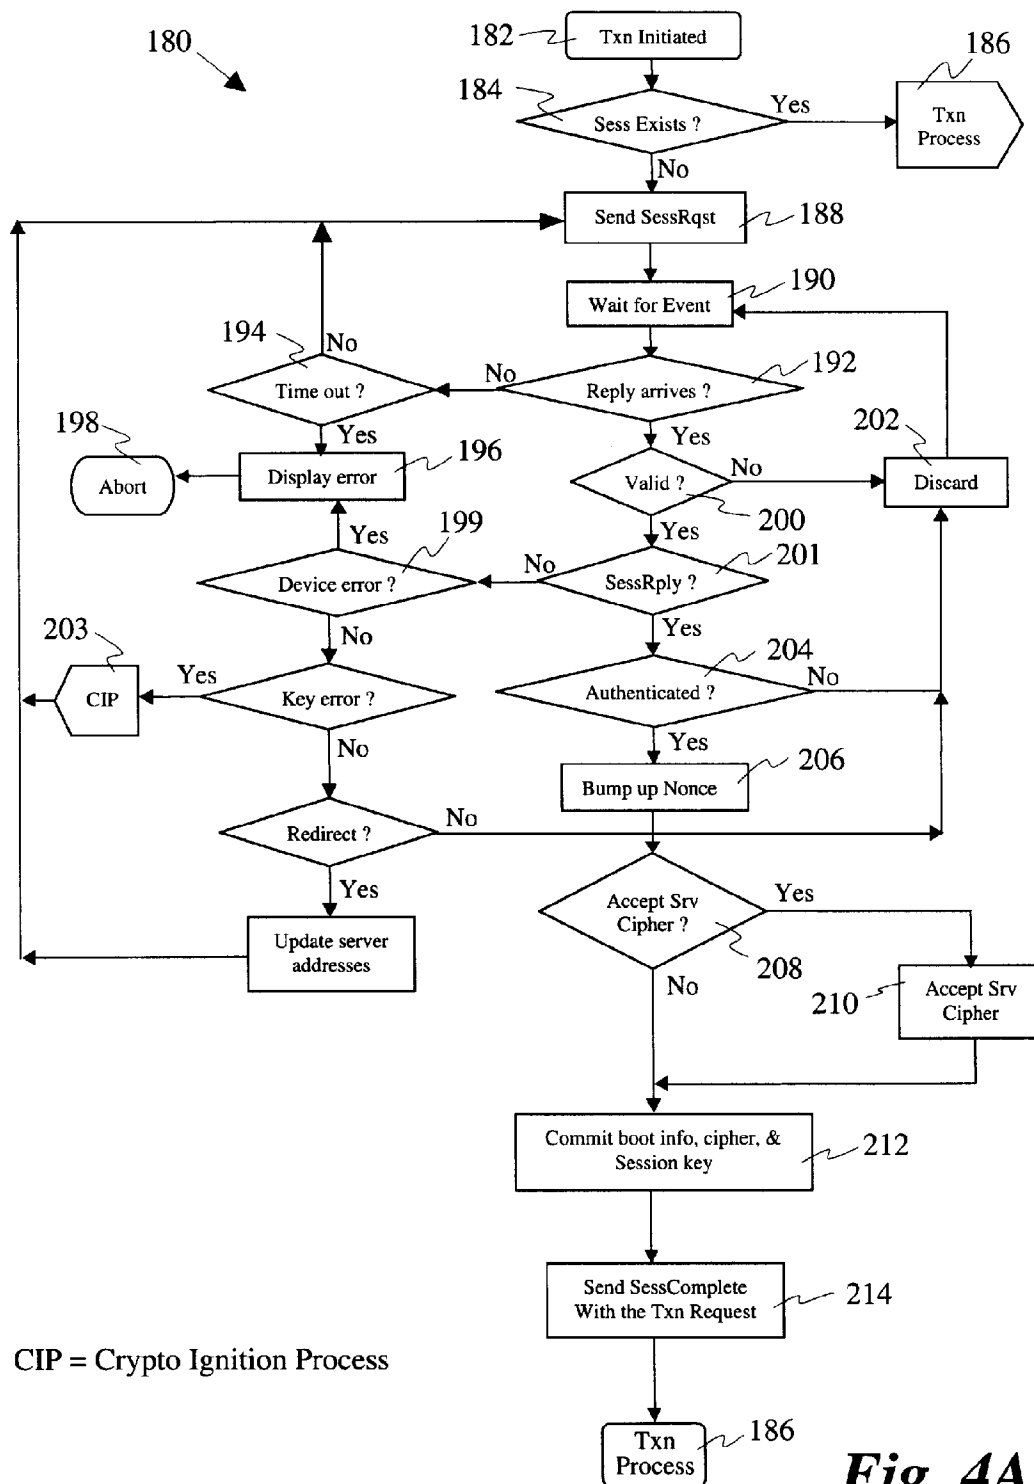 180
182
Txn Initiated
186
184
Sess Exists ?
Yes
Txn
Process
No
Send SessRqst
188
190
Wait for Event
194
No
192
Time out ?
No
Reply arrives ?
198
Yes
Yes
202
Abort
Display error
196
Valid ?
No
Discard
200
Yes
199
Yes
201
Device error ?
No
SessRply ?
203
No
Yes
204
CIP
Yes
Key error ?
Authenticated ?
No
No
Yes
206
Bump up Nonce
Redirect ?
No
Yes
Accept Srv
Cipher ?
Yes
Update server
addresses
208
No
210
Accept Srv
Cipher
Commit boot info, cipher, &
Session key
212
Send SessComplete
With the Txn Request
214
CIP = Crypto Ignition Process
Txn
Process
186
Fig. 4A